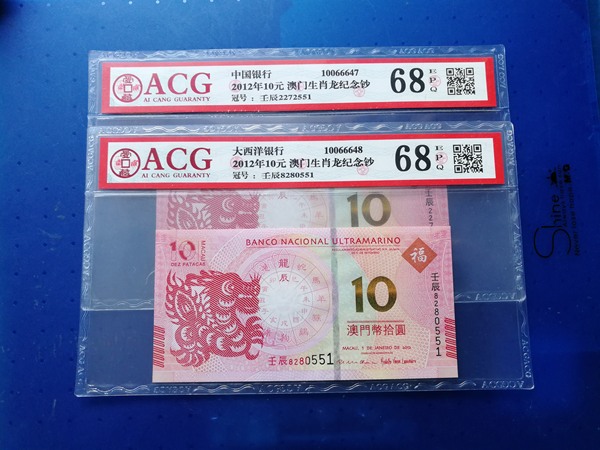 ACG
AI CANG GUARANTY
中国银行 10066647
2012年10元 澳门生肖龙纪念钞
冠号：壬辰2272551
68 EPQ
ACG
AI CANG GUARANTY
大西洋银行 10066648
2012年10元 澳门生肖龙纪念钞
冠号：壬辰8280551
68 EPQ
10
10
MACAU
DEZ PATACAS
BANCO NACIONAL ULTRAMARINO
福
龍
辰
10
澳門幣拾圓
壬辰8280551
壬辰8280551
Shine